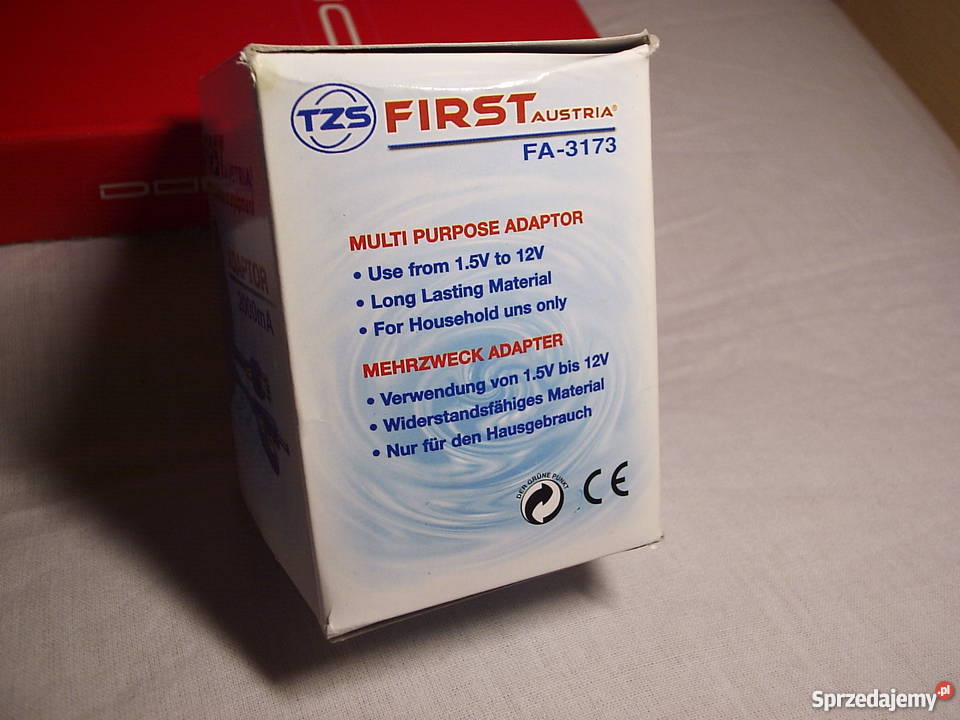 TZS FIRST AUSTRIA®
FA-3173
MULTI PURPOSE ADAPTOR
• Use from 1.5V to 12V
• Long Lasting Material
• For Household uns only
MEHRZWECK ADAPTER
• Verwendung von 1.5V bis 12V
• Widerstandsfähiges Material
• Nur für den Hausgebrauch
DER GRÜNE PUNKT
CE
ADAPTOR
2000mA
Sprzedajemy.pl